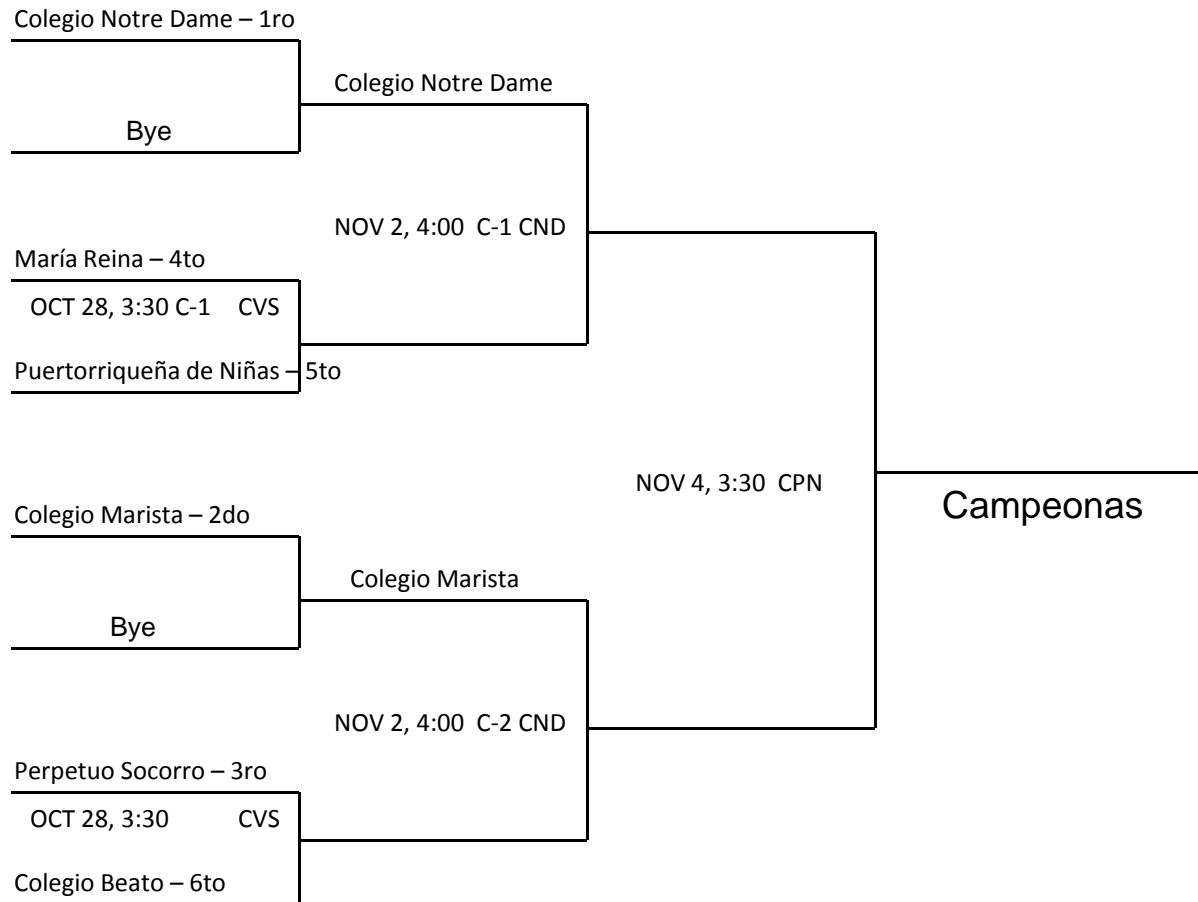 Colegio Notre Dame – 1ro
Colegio Notre Dame
Bye
NOV 2, 4:00 C-1 CND
María Reina – 4to
OCT 28, 3:30 C-1 CVS
Puertorriqueña de Niñas – 5to
NOV 4, 3:30 CPN
Campeonas
Colegio Marista – 2do
Colegio Marista
Bye
NOV 2, 4:00 C-2 CND
Perpetuo Socorro – 3ro
OCT 28, 3:30 CVS
Colegio Beato – 6to